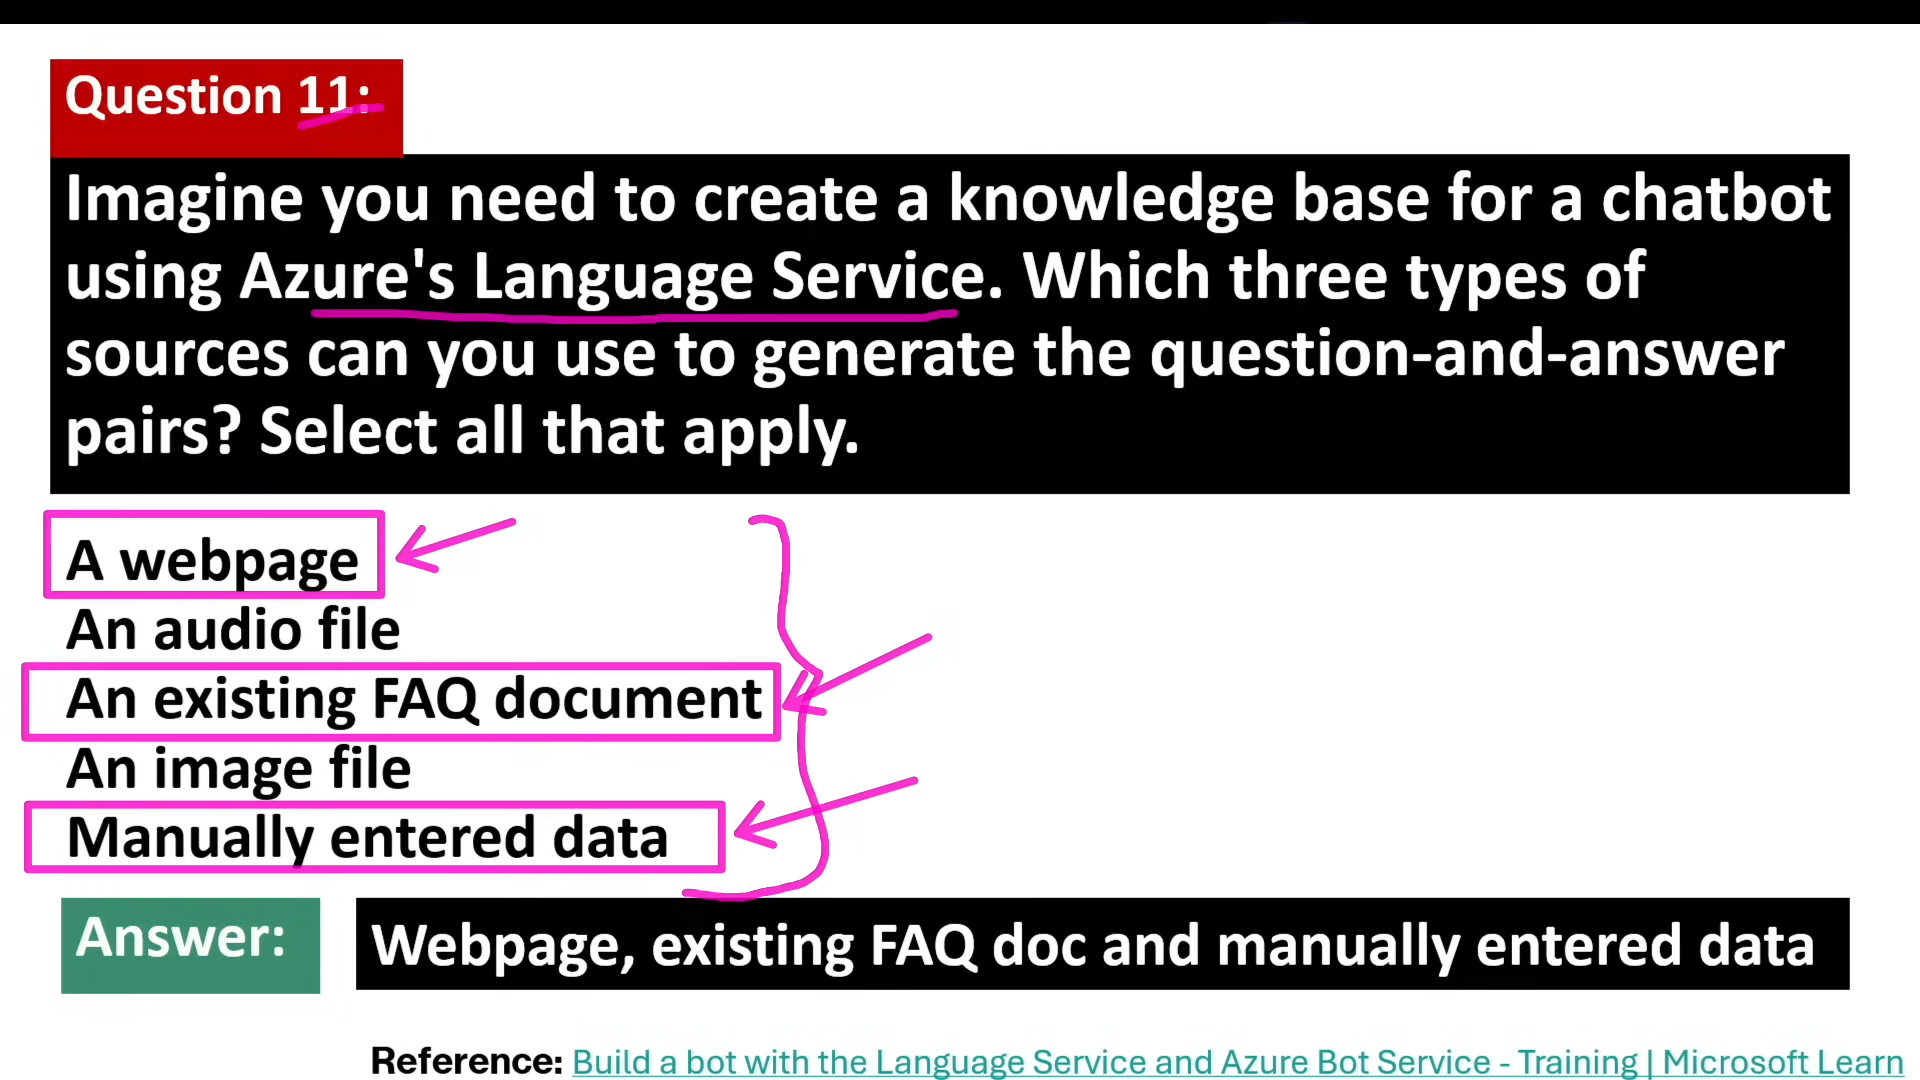 Question 11:
Imagine you need to create a knowledge base for a chatbot
using Azure's Language Service. Which three types of
sources can you use to generate the question-and-answer
pairs? Select all that apply.
A webpage
An audio file
An existing FAQ document
An image file
Manually entered data
Answer:
Webpage, existing FAQ doc and manually entered data
Reference: Build a bot with the Language Service and Azure Bot Service - Training | Microsoft Learn